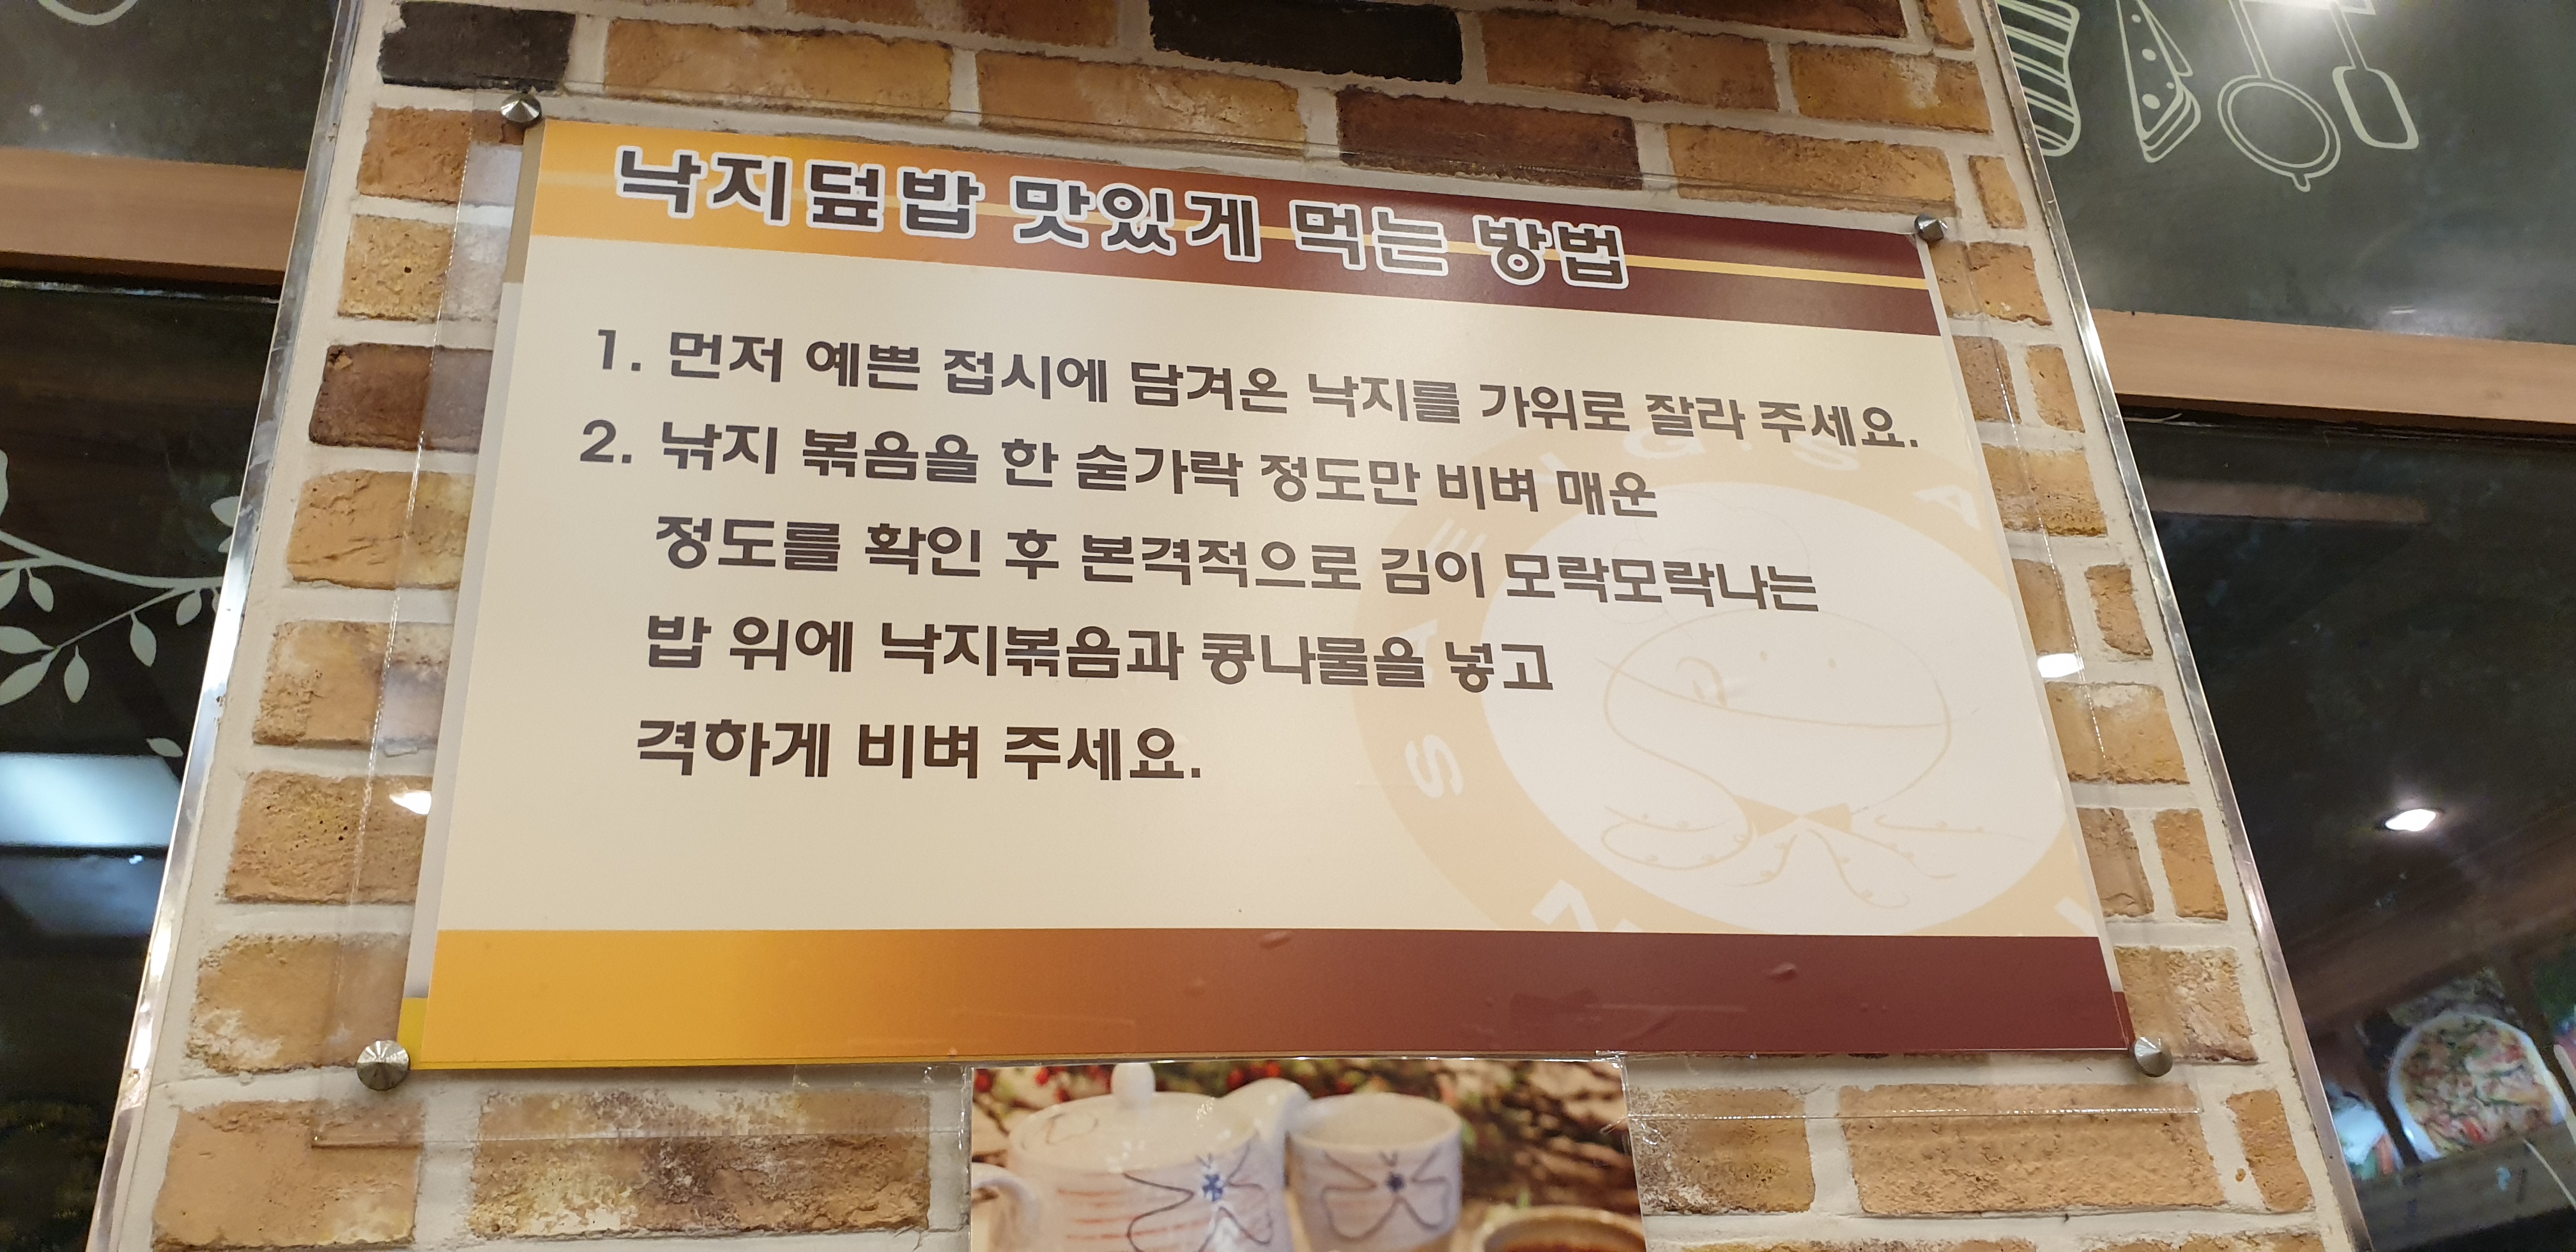 낙지덮밥 맛있게 먹는 방법
1. 먼저 예쁜 접시에 담겨온 낙지를 가위로 잘라 주세요.
2. 낚지 볶음을 한 숟가락 정도만 비벼 매운
정도를 확인 후 본격적으로 김이 모락모락나는
밥 위에 낙지볶음과 콩나물을 넣고
격하게 비벼 주세요.